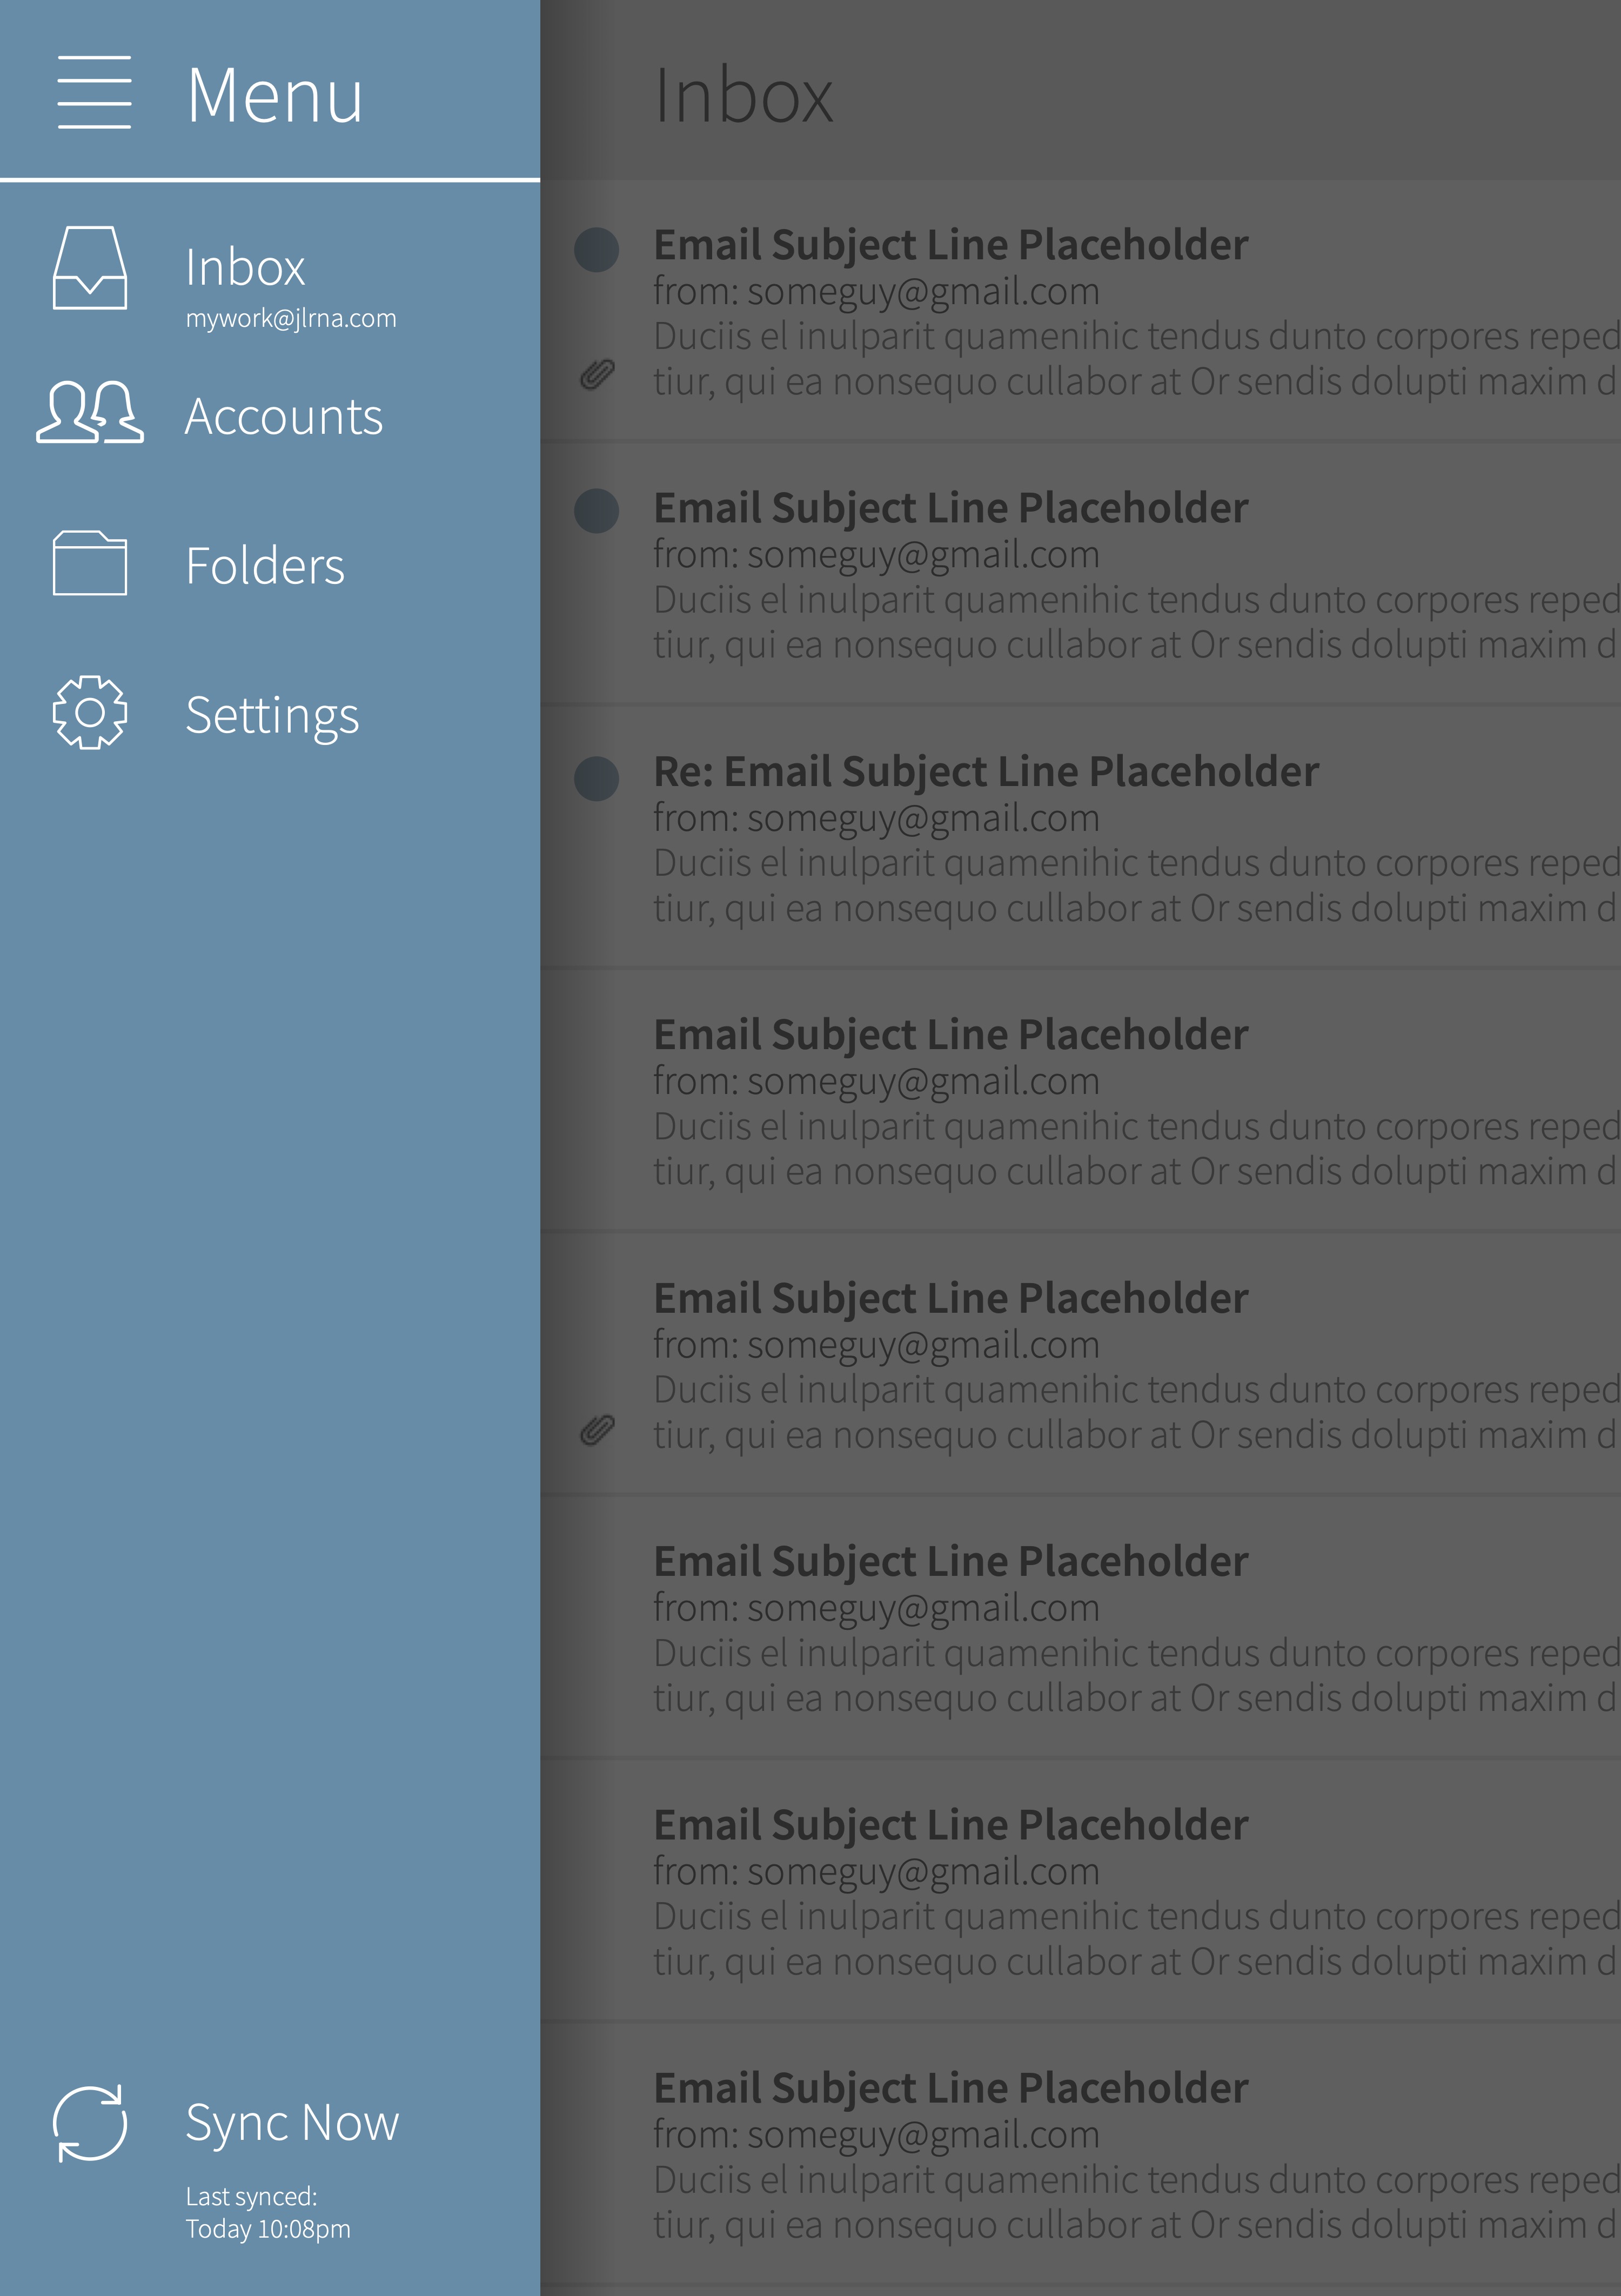 Menu
Inbox
mywork@jlrna.com
Accounts
Folders
Settings
Sync Now
Last synced:
Today 10:08pm
Inbox
Email Subject Line Placeholder
from: someguy@gmail.com
Duciis el inulparit quamenihic tendus dunto corpores reped
tiur, qui ea nonsequo cullabor at Or sendis dolupti maxim d
Email Subject Line Placeholder
from: someguy@gmail.com
Duciis el inulparit quamenihic tendus dunto corpores reped
tiur, qui ea nonsequo cullabor at Or sendis dolupti maxim d
Re: Email Subject Line Placeholder
from: someguy@gmail.com
Duciis el inulparit quamenihic tendus dunto corpores reped
tiur, qui ea nonsequo cullabor at Or sendis dolupti maxim d
Email Subject Line Placeholder
from: someguy@gmail.com
Duciis el inulparit quamenihic tendus dunto corpores reped
tiur, qui ea nonsequo cullabor at Or sendis dolupti maxim d
Email Subject Line Placeholder
from: someguy@gmail.com
Duciis el inulparit quamenihic tendus dunto corpores reped
tiur, qui ea nonsequo cullabor at Or sendis dolupti maxim d
Email Subject Line Placeholder
from: someguy@gmail.com
Duciis el inulparit quamenihic tendus dunto corpores reped
tiur, qui ea nonsequo cullabor at Or sendis dolupti maxim d
Email Subject Line Placeholder
from: someguy@gmail.com
Duciis el inulparit quamenihic tendus dunto corpores reped
tiur, qui ea nonsequo cullabor at Or sendis dolupti maxim d
Email Subject Line Placeholder
from: someguy@gmail.com
Duciis el inulparit quamenihic tendus dunto corpores reped
tiur, qui ea nonsequo cullabor at Or sendis dolupti maxim d